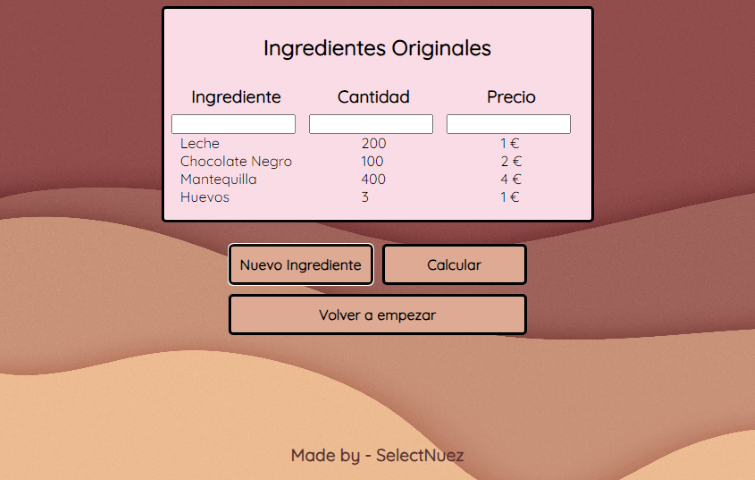 Ingredientes Originales
Ingrediente Cantidad Precio
Leche 200 1 €
Chocolate Negro 100 2 €
Mantequilla 400 4 €
Huevos 3 1 €
Nuevo Ingrediente Calcular
Volver a empezar
Made by - SelectNuez